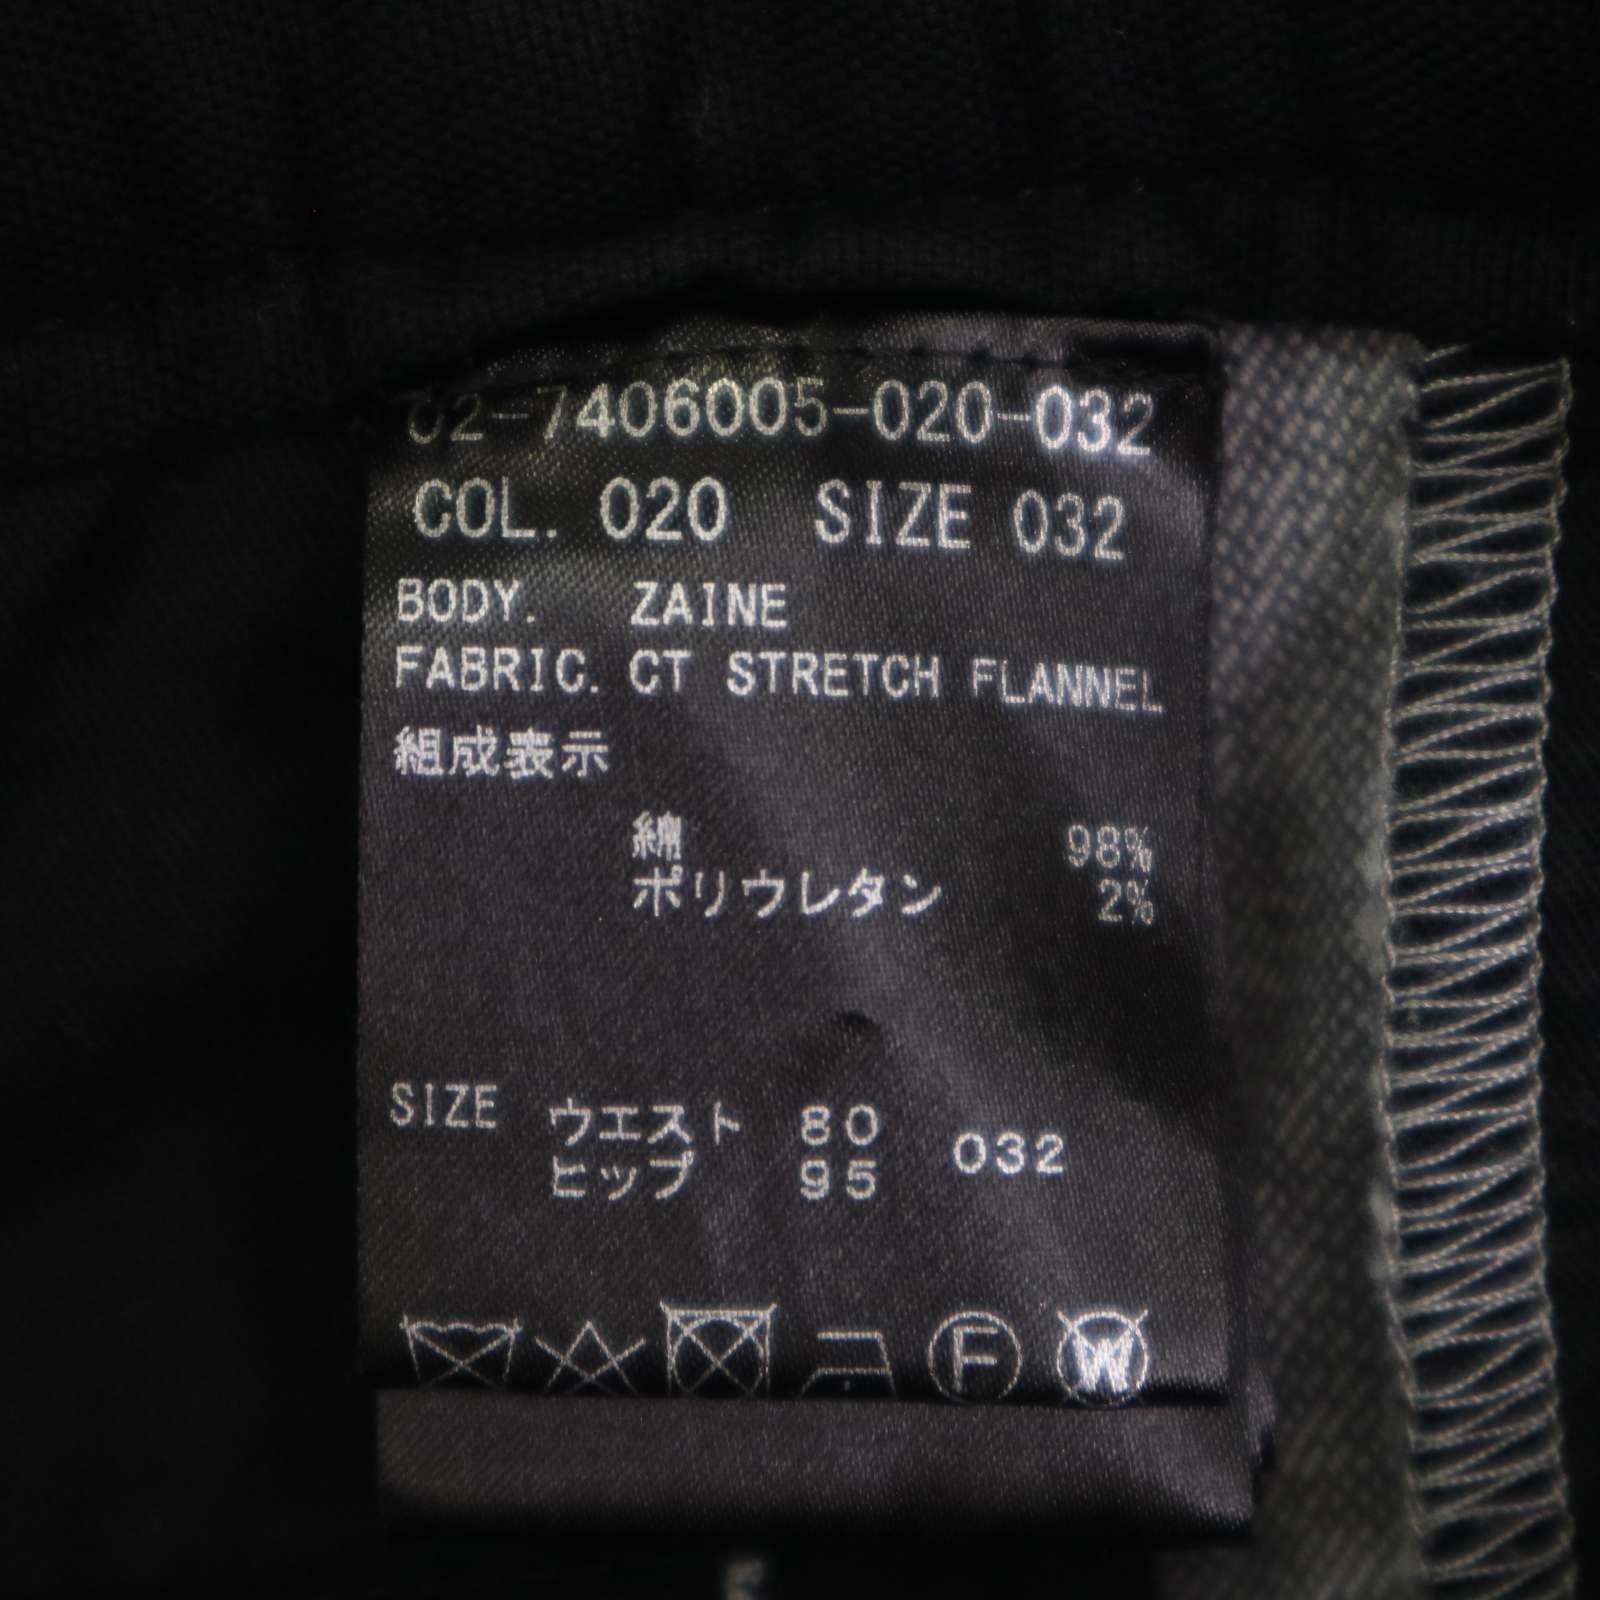 02-7406005-020-032
COL. 020 SIZE 032
BODY. ZAINE
FABRIC. CT STRETCH FLANNEL
組成表示
綿 98%
ポリウレタン 2%
SIZE ウエスト 80 032
ヒップ 95
F W